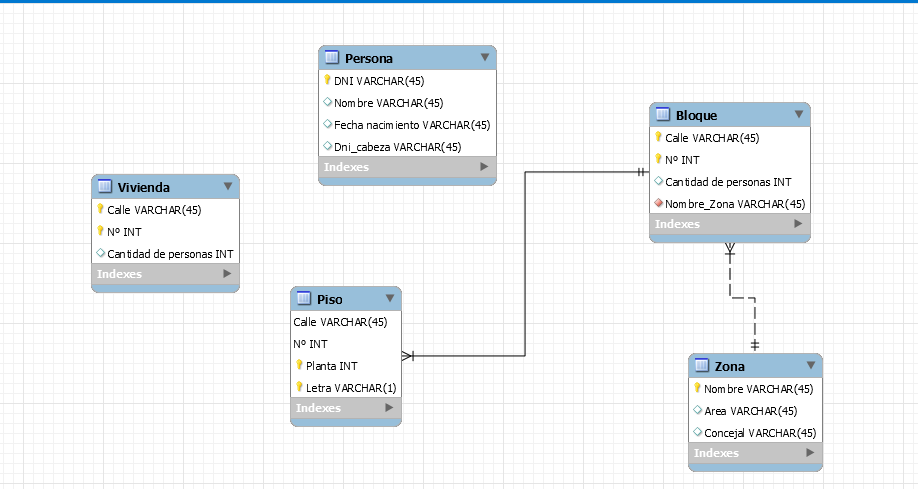 Persona
DNI VARCHAR(45)
Nombre VARCHAR(45)
Fecha nacimiento VARCHAR(45)
Dni_cabeza VARCHAR(45)
Indexes
Bloque
Calle VARCHAR(45)
Nº INT
Cantidad de personas INT
Nombre_Zona VARCHAR(45)
Indexes
Vivienda
Calle VARCHAR(45)
Nº INT
Cantidad de personas INT
Indexes
Piso
Calle VARCHAR(45)
Nº INT
Planta INT
Letra VARCHAR(1)
Indexes
Zona
Nombre VARCHAR(45)
Area VARCHAR(45)
Concejal VARCHAR(45)
Indexes